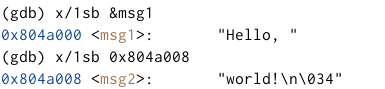 (gdb) x/1sb &msg1
0x804a000 <msg1>: "Hello, "
(gdb) x/1sb 0x804a008
0x804a008 <msg2>: "world!\n\034"